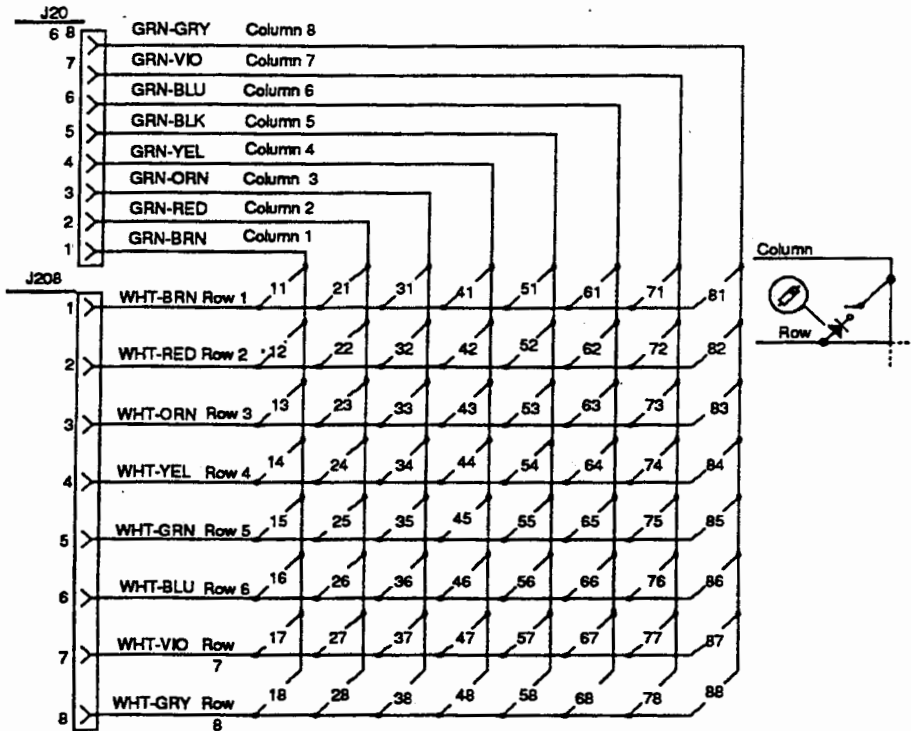 J20
6 8 GRN-GRY Column 8
7 GRN-VIO Column 7
6 GRN-BLU Column 6
5 GRN-BLK Column 5
4 GRN-YEL Column 4
3 GRN-ORN Column 3
2 GRN-RED Column 2
1 GRN-BRN Column 1
J208
1 WHT-BRN Row 1 11 21 31 41 51 61 71 81
2 WHT-RED Row 2 12 22 32 42 52 62 72 82
3 WHT-ORN Row 3 13 23 33 43 53 63 73 83
4 WHT-YEL Row 4 14 24 34 44 54 64 74 84
5 WHT-GRN Row 5 15 25 35 45 55 65 75 85
6 WHT-BLU Row 6 16 26 36 46 56 66 76 86
7 WHT-VIO Row 17 27 37 47 57 67 77 87
7
8 WHT-GRY Row 18 28 38 48 58 68 78 88
8
Column
Row